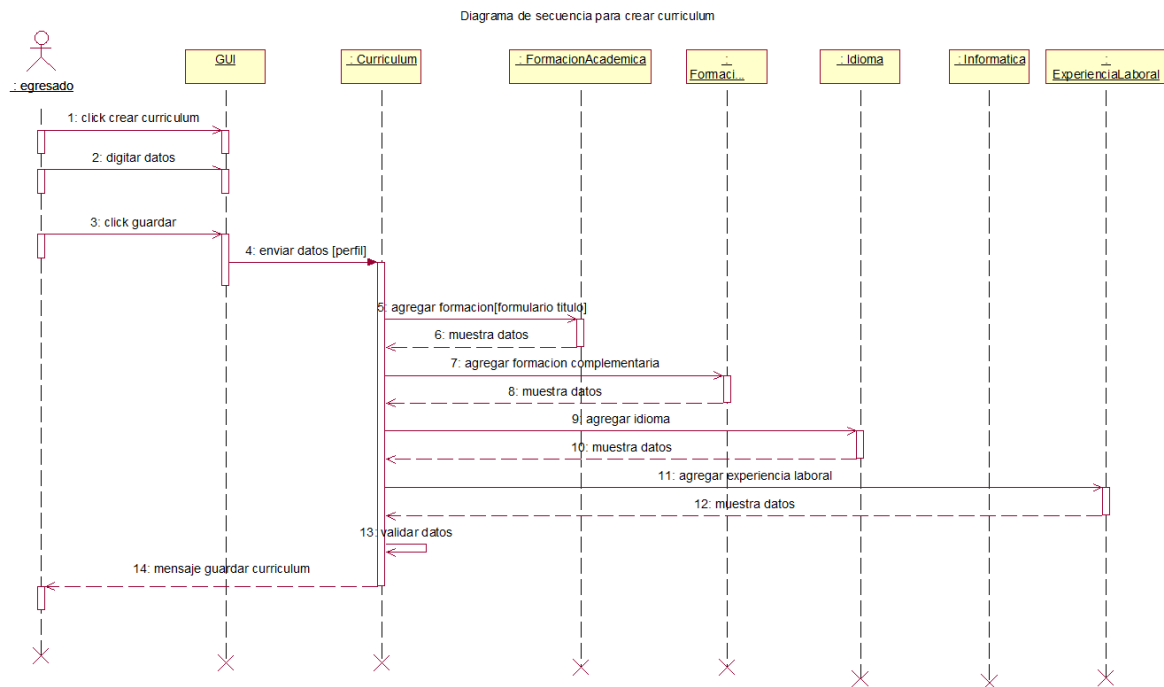 Diagrama de secuencia para crear curriculum
: egresado
GUI
: Curriculum
: FormacionAcademica
:
Formaci...
: Idioma
: Informatica
:
ExperienciaLaboral
1: click crear curriculum
2: digitar datos
3: click guardar
4: enviar datos [perfil]
5: agregar formacion[formulario titulo]
6: muestra datos
7: agregar formacion complementaria
8: muestra datos
9: agregar idioma
10: muestra datos
11: agregar experiencia laboral
12: muestra datos
13: validar datos
14: mensaje guardar curriculum